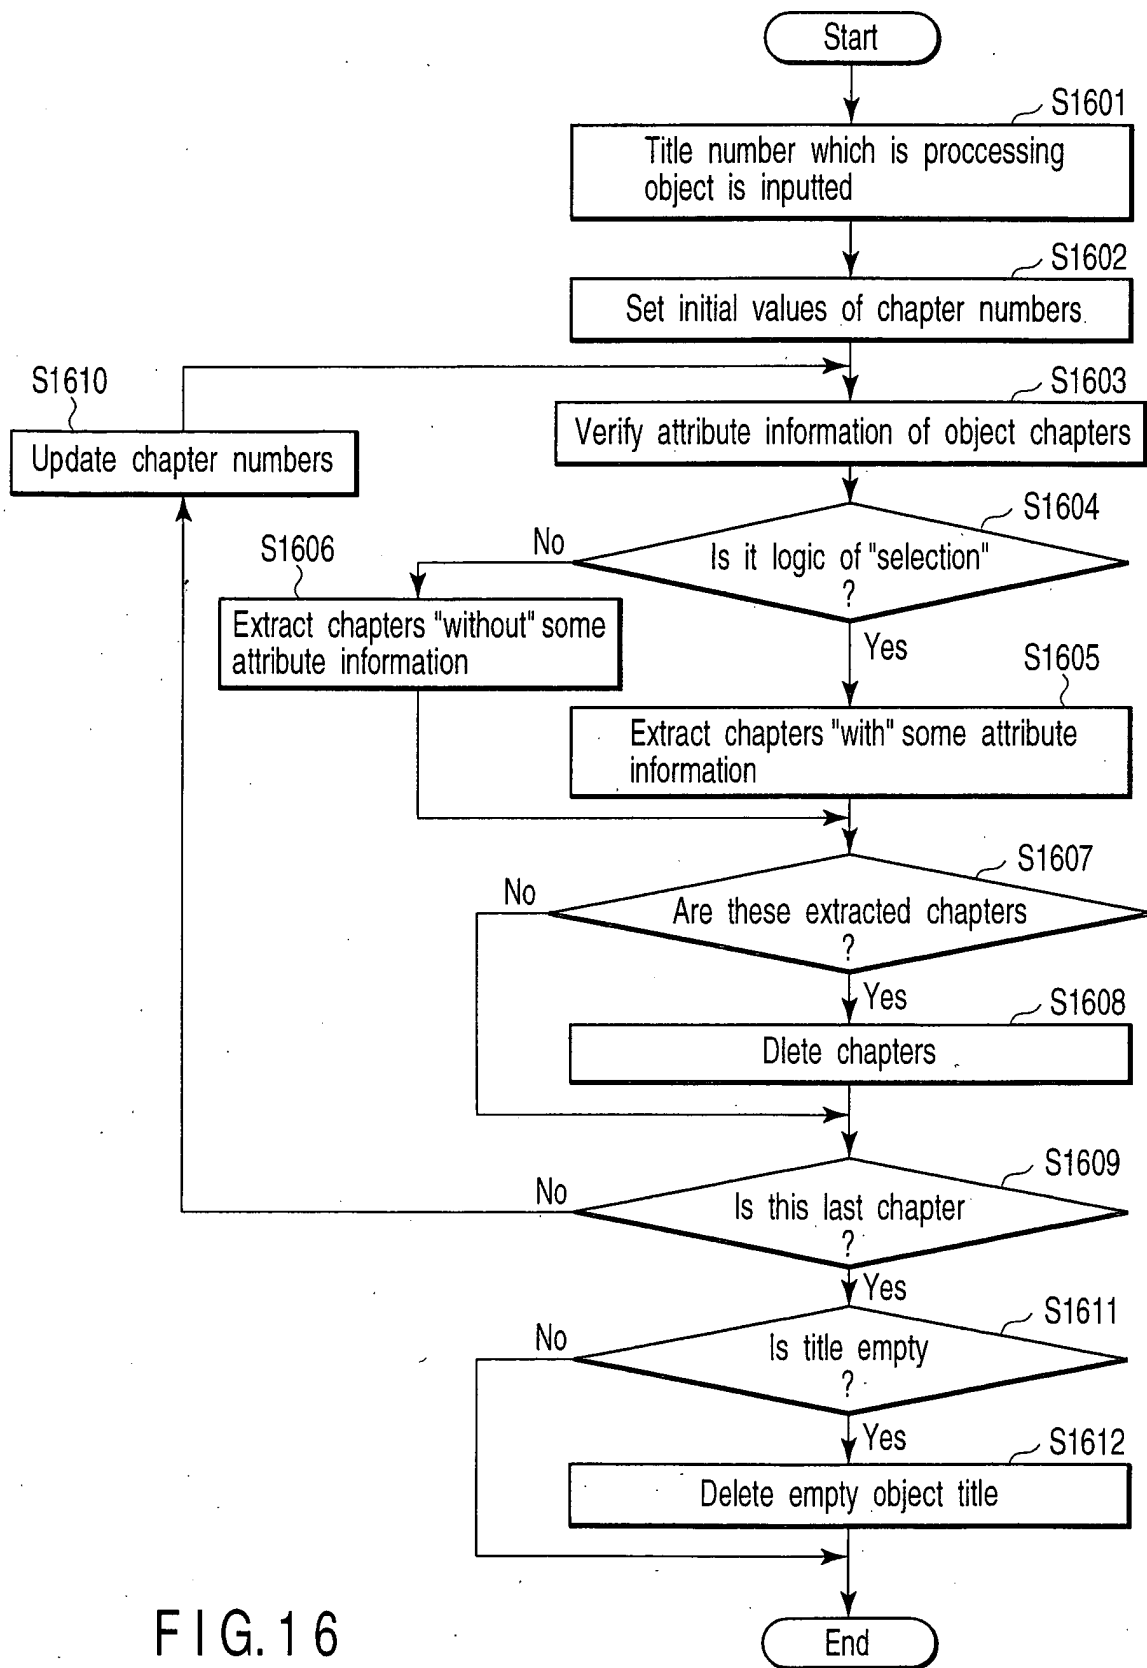 Start
S1601
Title number which is proccessing
object is inputted
S1602
Set initial values of chapter numbers
S1610
Update chapter numbers
S1603
Verify attribute information of object chapters
S1604
Is it logic of "selection"
?
No
Yes
S1606
Extract chapters "without" some
attribute information
S1605
Extract chapters "with" some attribute
information
S1607
Are these extracted chapters
?
No
Yes
S1608
Dlete chapters
S1609
Is this last chapter
?
No
Yes
S1611
Is title empty
?
No
Yes
S1612
Delete empty object title
End
FIG.16